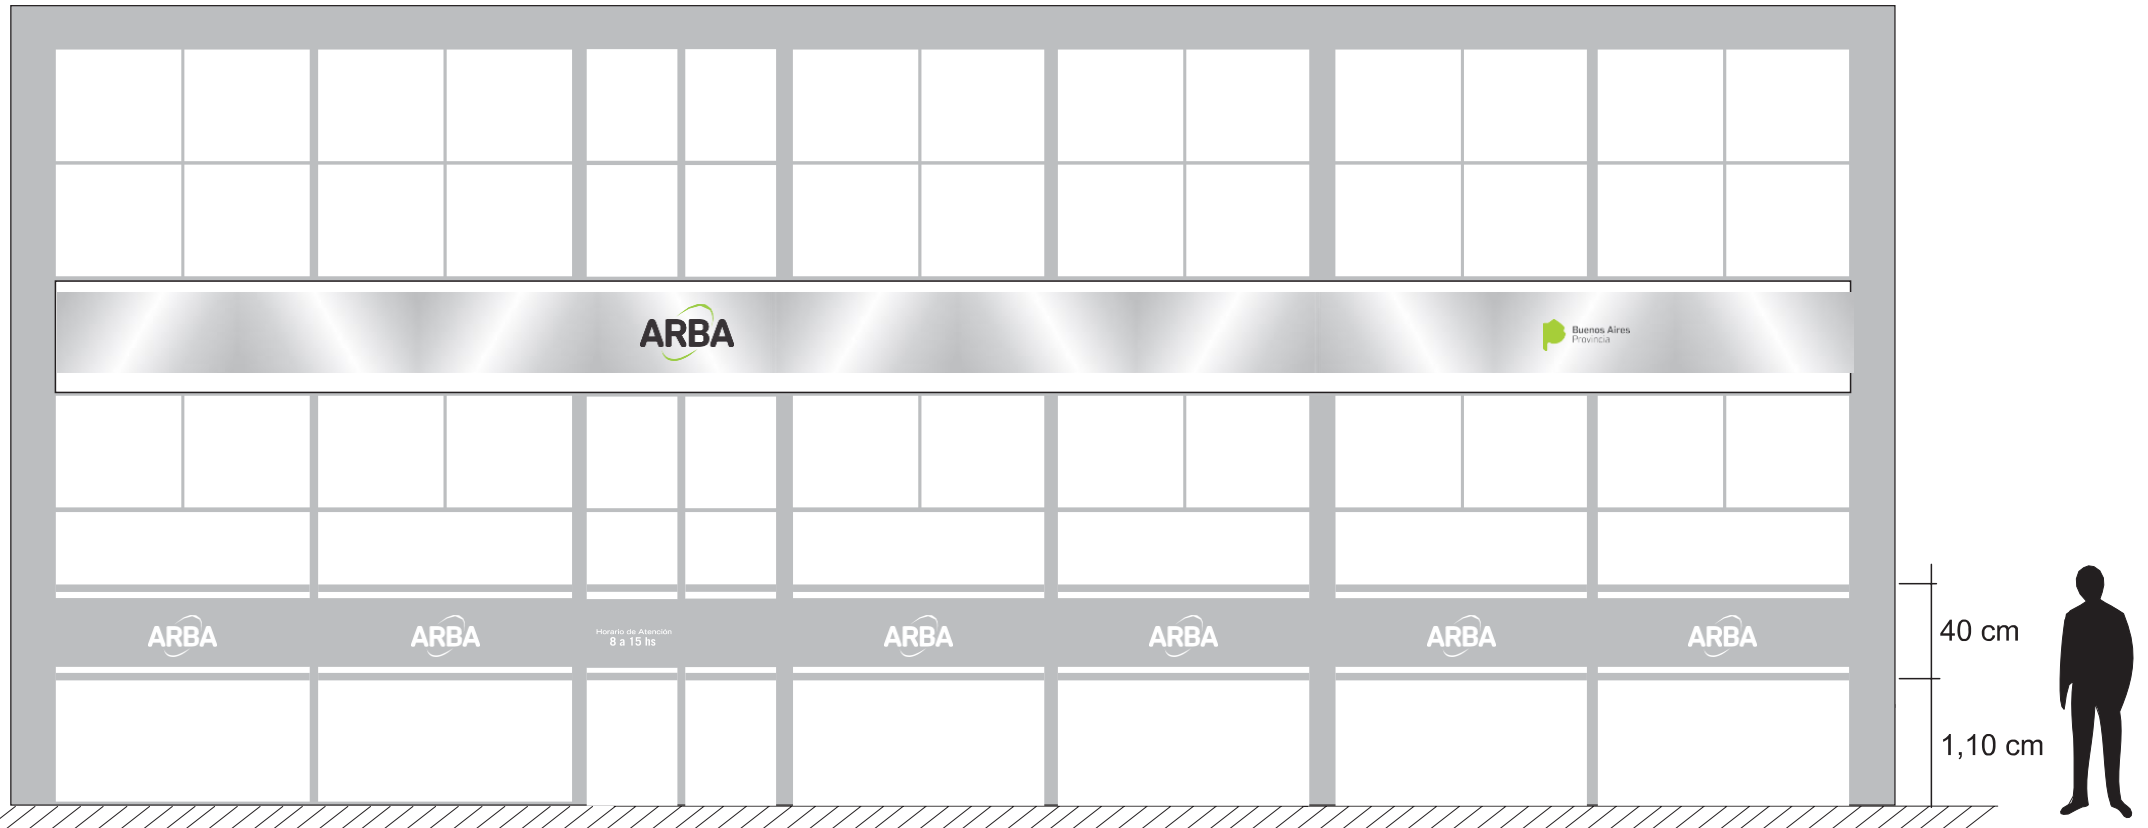 ARBA
Buenos Aires
Provincia
ARBA
ARBA
Horario de Atención
8 a 15 hs
ARBA
ARBA
ARBA
ARBA
40 cm
1,10 cm